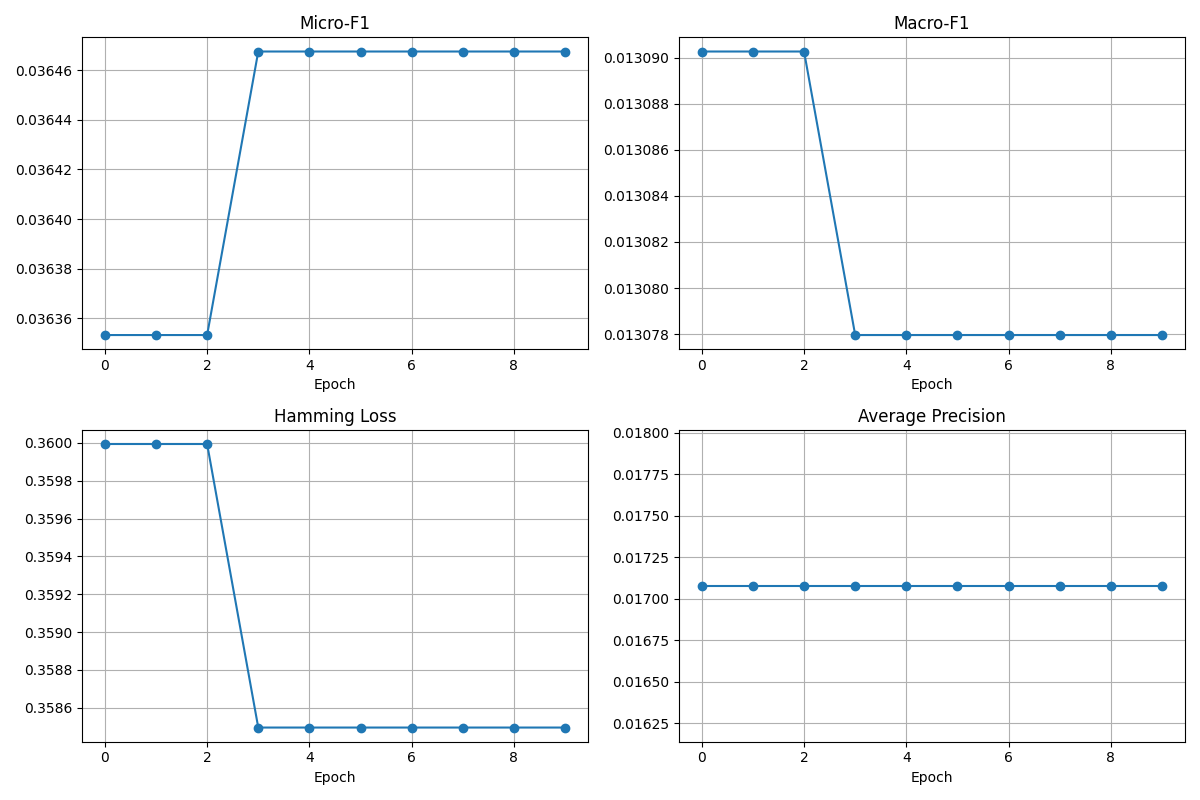 Micro-F1
0.03646
0.03644
0.03642
0.03640
0.03638
0.03636
0 2 4 6 8
Epoch
Macro-F1
0.013090
0.013088
0.013086
0.013084
0.013082
0.013080
0.013078
0 2 4 6 8
Epoch
Hamming Loss
0.3600
0.3598
0.3596
0.3594
0.3592
0.3590
0.3588
0.3586
0 2 4 6 8
Epoch
Average Precision
0.01800
0.01775
0.01750
0.01725
0.01700
0.01675
0.01650
0.01625
0 2 4 6 8
Epoch